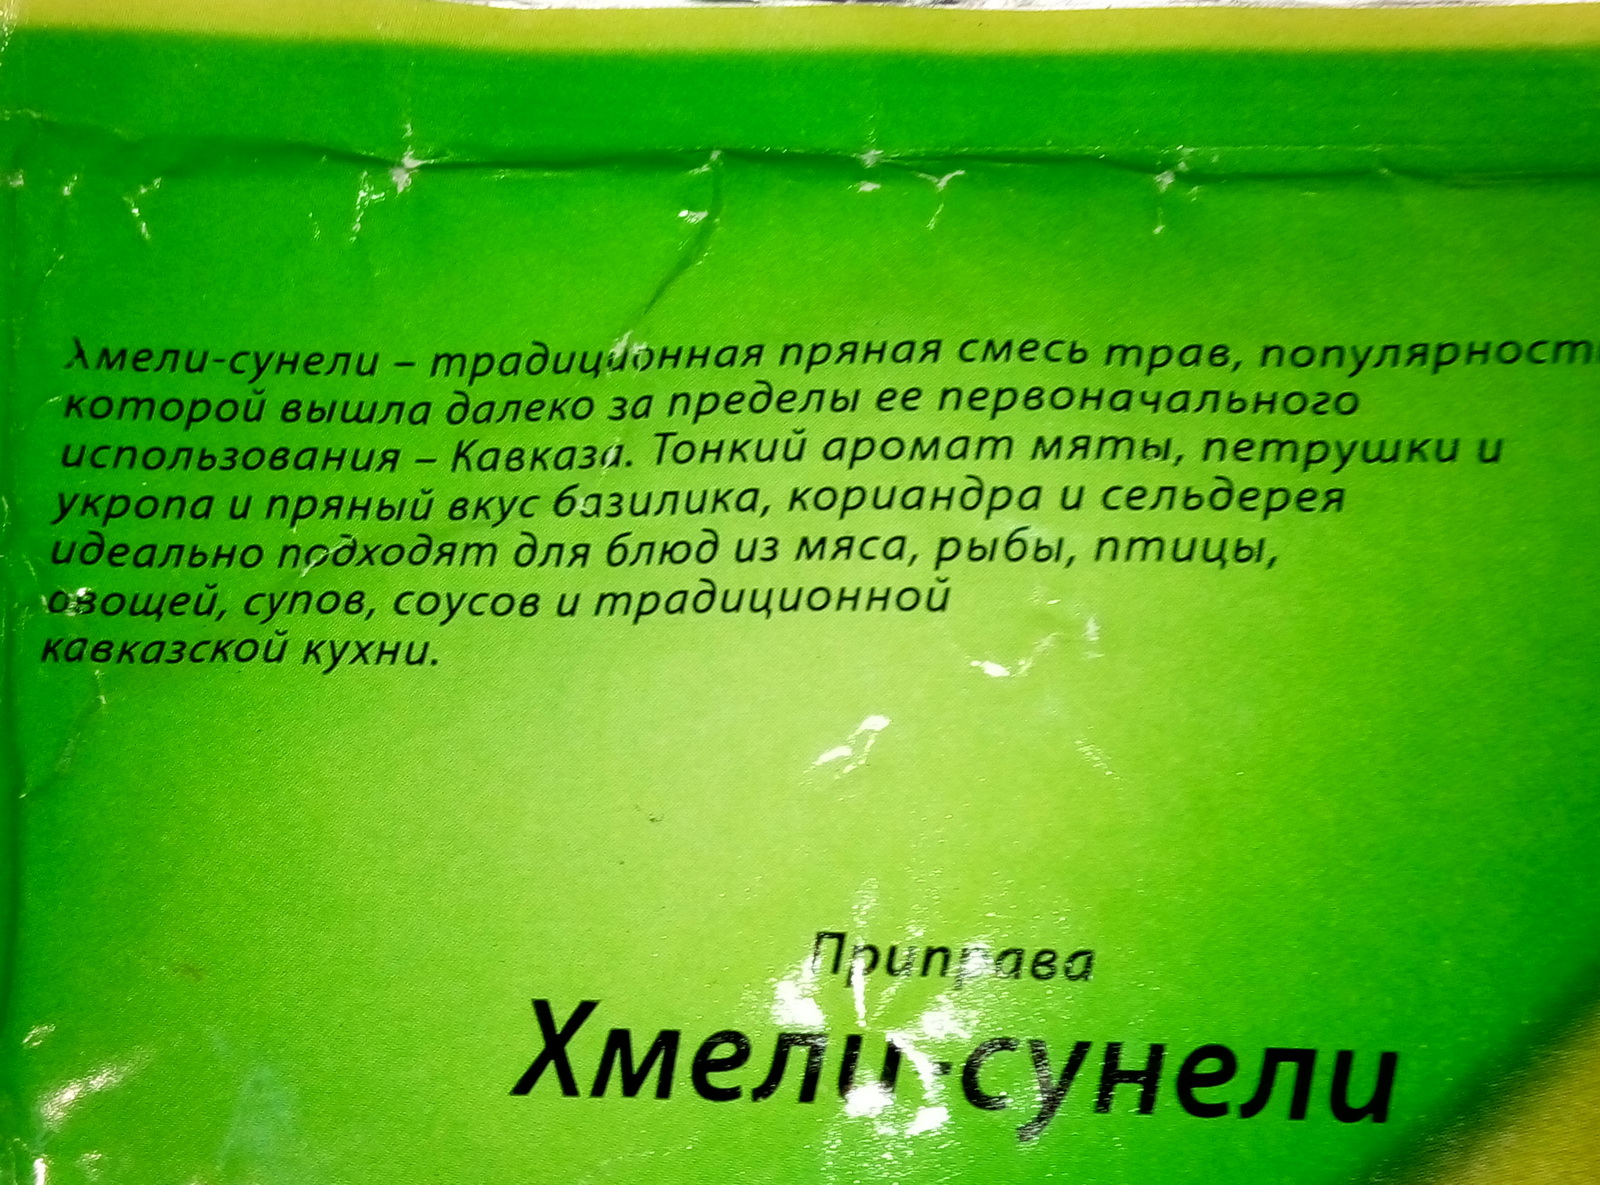 Хмели-сунели – традиционная пряная смесь трав, популярность
которой вышла далеко за пределы ее первоначального
использования – Кавказа. Тонкий аромат мяты, петрушки и
укропа и пряный вкус базилика, кориандра и сельдерея
идеально подходят для блюд из мяса, рыбы, птицы,
овощей, супов, соусов и традиционной
кавказской кухни.
Приправа
Хмели-сунели